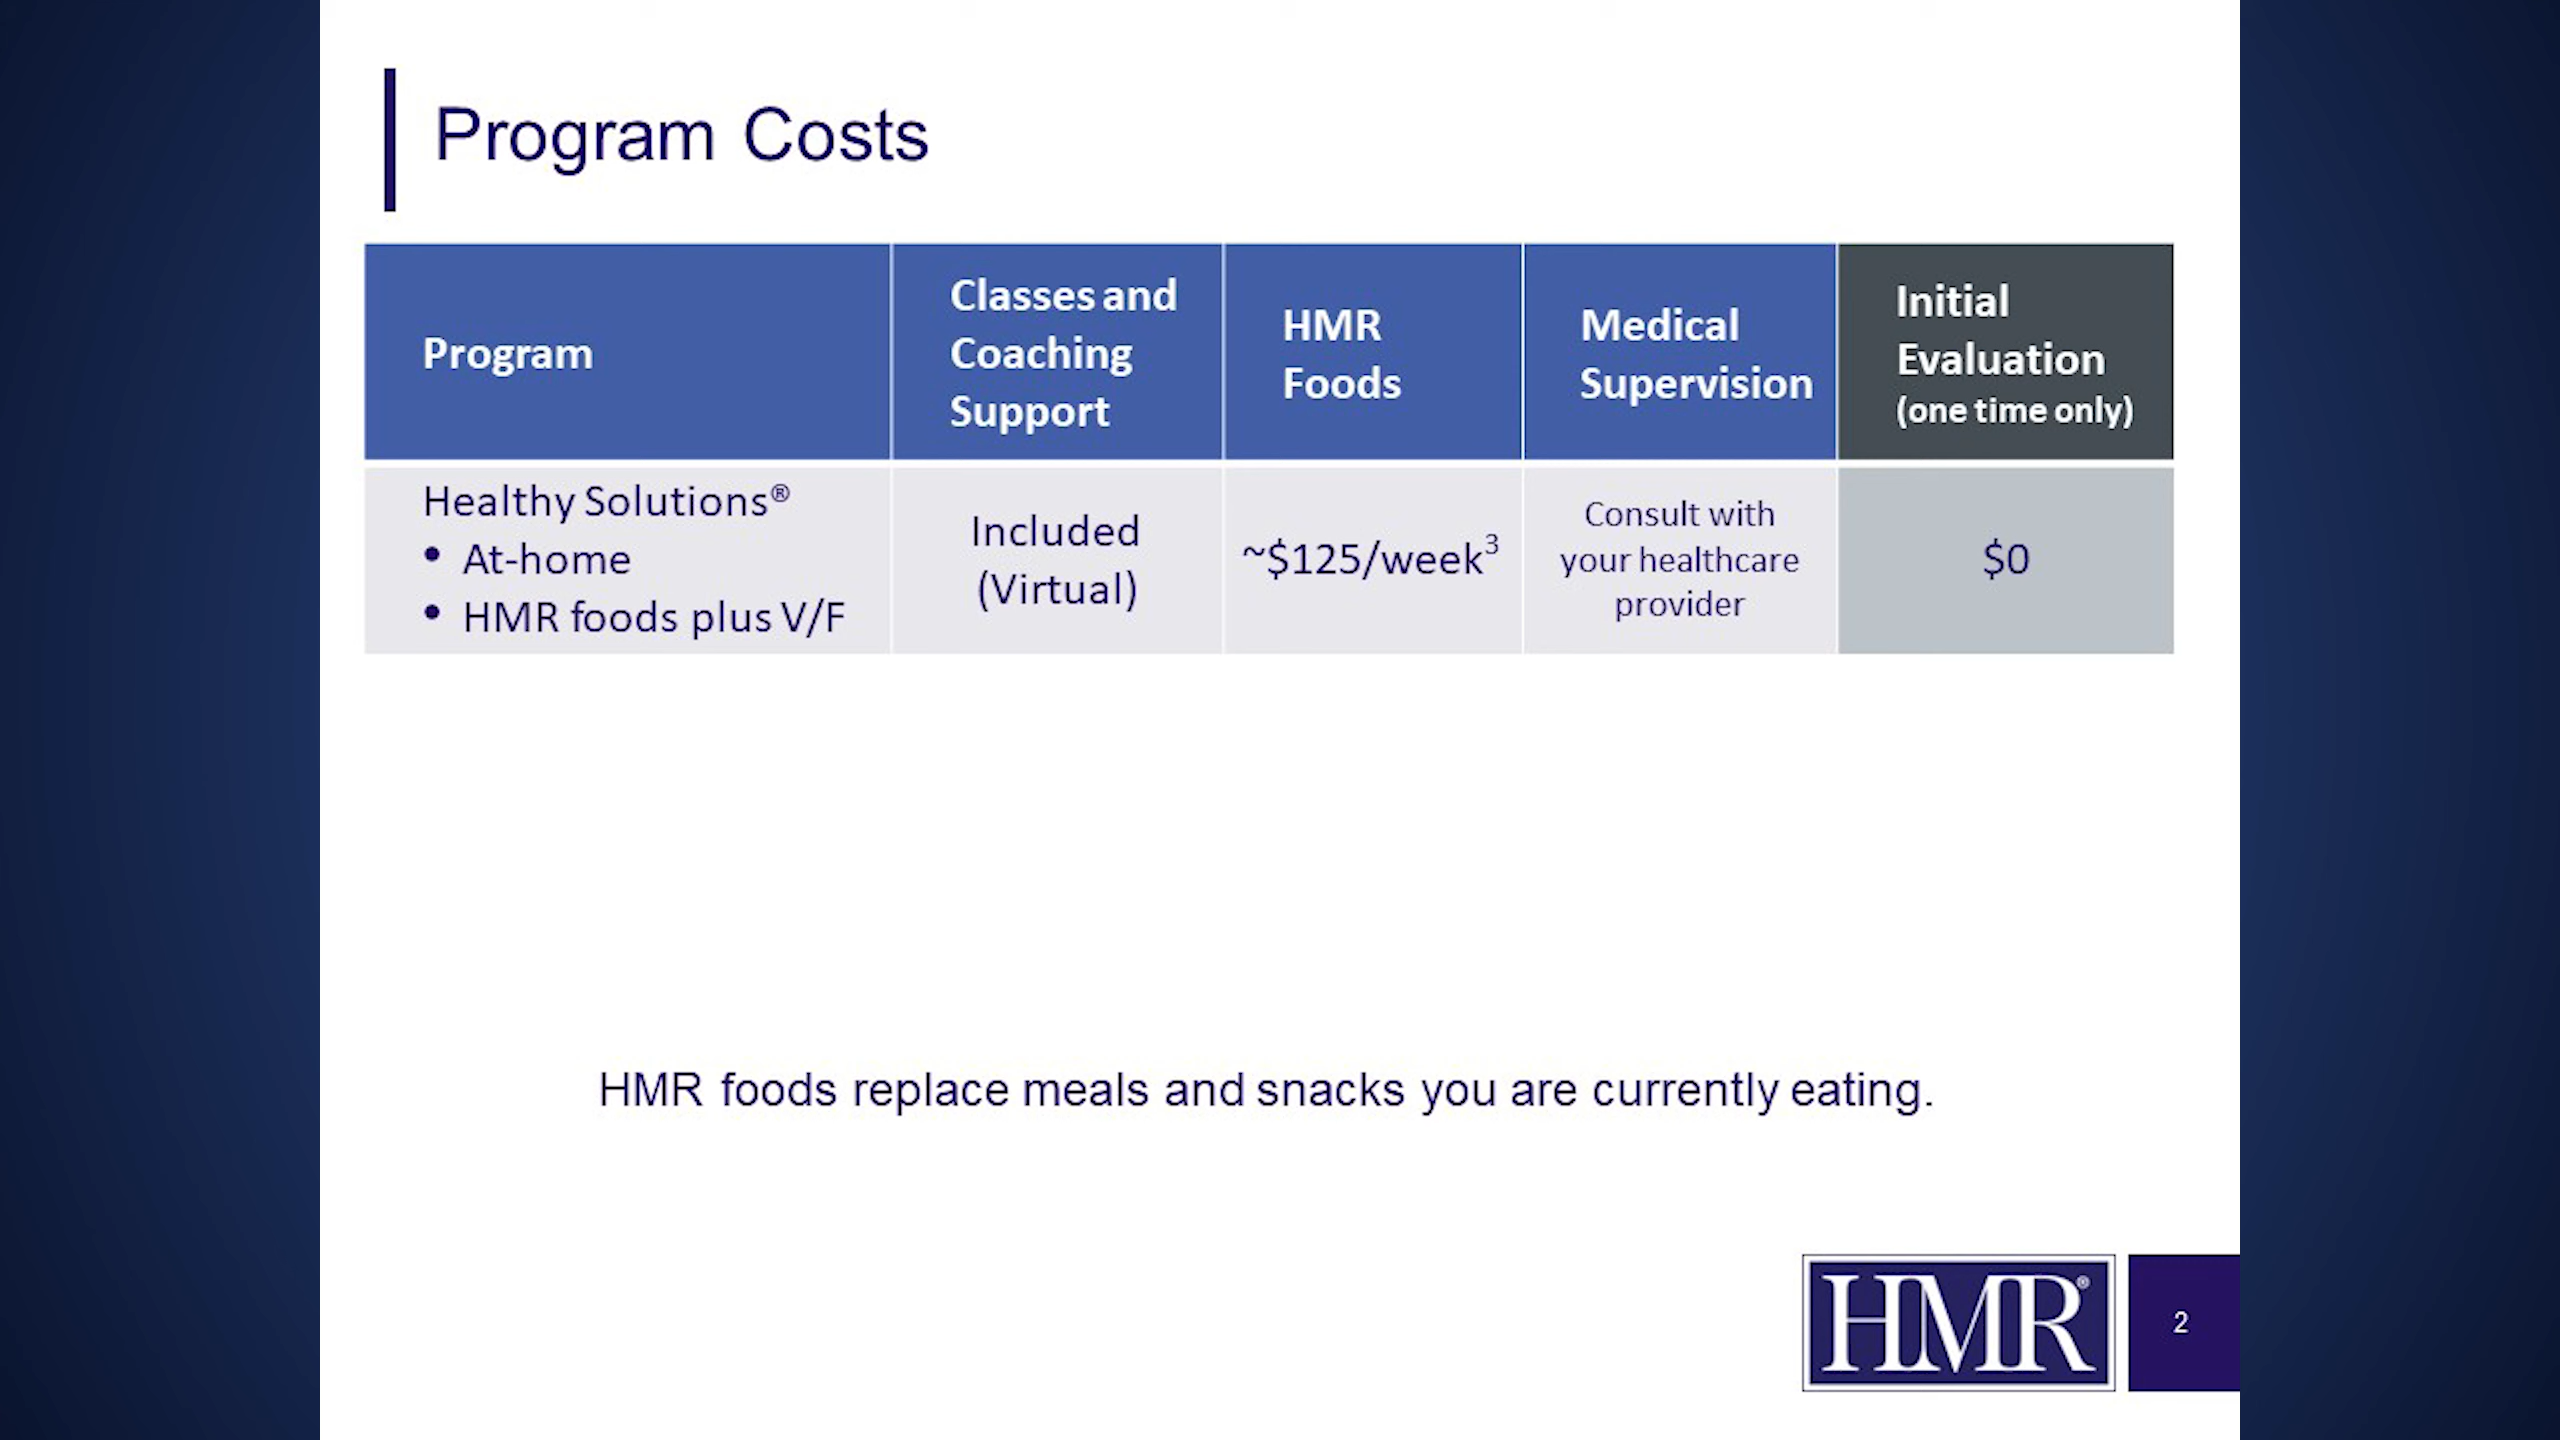 Program Costs
Program
Classes and
Coaching
Support
HMR
Foods
Medical
Supervision
Initial
Evaluation
(one time only)
Healthy Solutions®
• At-home
• HMR foods plus V/F
Included
(Virtual)
~$125/week³
Consult with
your healthcare
provider
$0
HMR foods replace meals and snacks you are currently eating.
HMR®
2